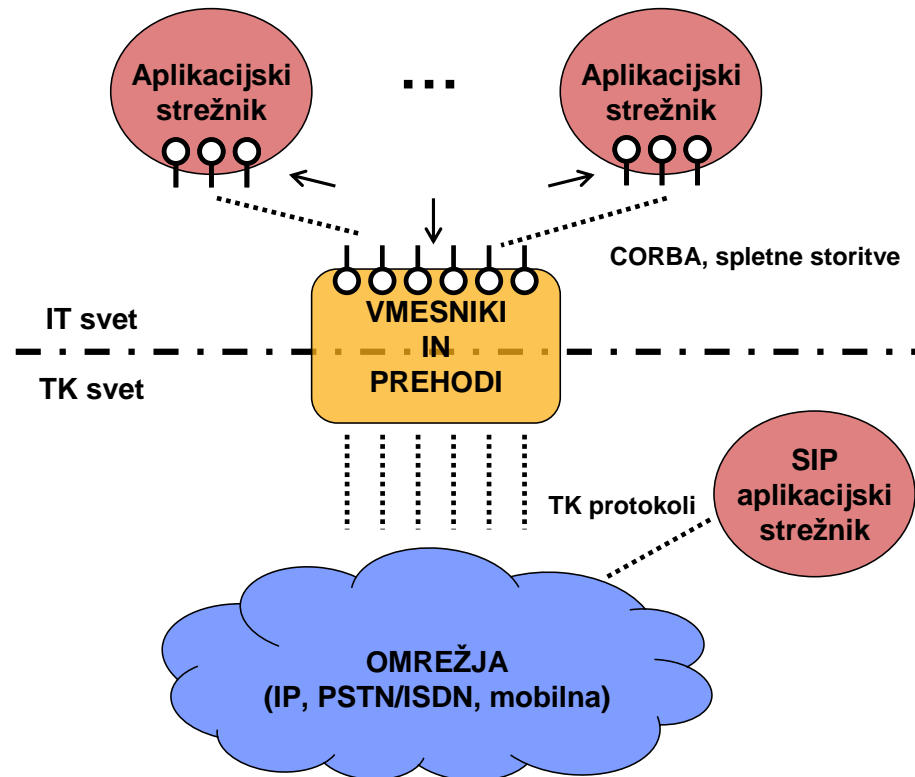 Aplikacijski
strežnik
...
Aplikacijski
strežnik
CORBA, spletne storitve
IT svet
VMESNIKI
IN
PREHODI
TK svet
SIP
aplikacijski
strežnik
TK protokoli
OMREŽJA
(IP, PSTN/ISDN, mobilna)